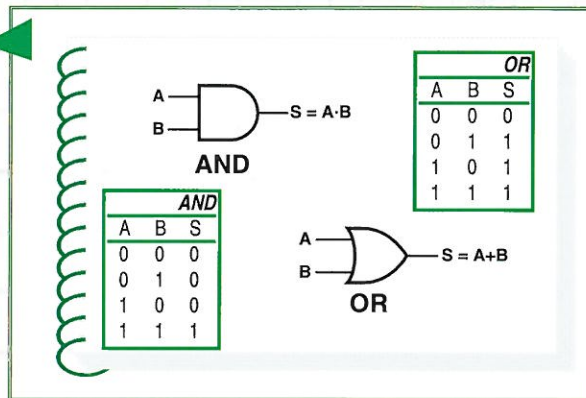 A
B
S = A·B
AND
OR
A B S
0 0 0
0 1 1
1 0 1
1 1 1
AND
A B S
0 0 0
0 1 0
1 0 0
1 1 1
A
B
S = A+B
OR